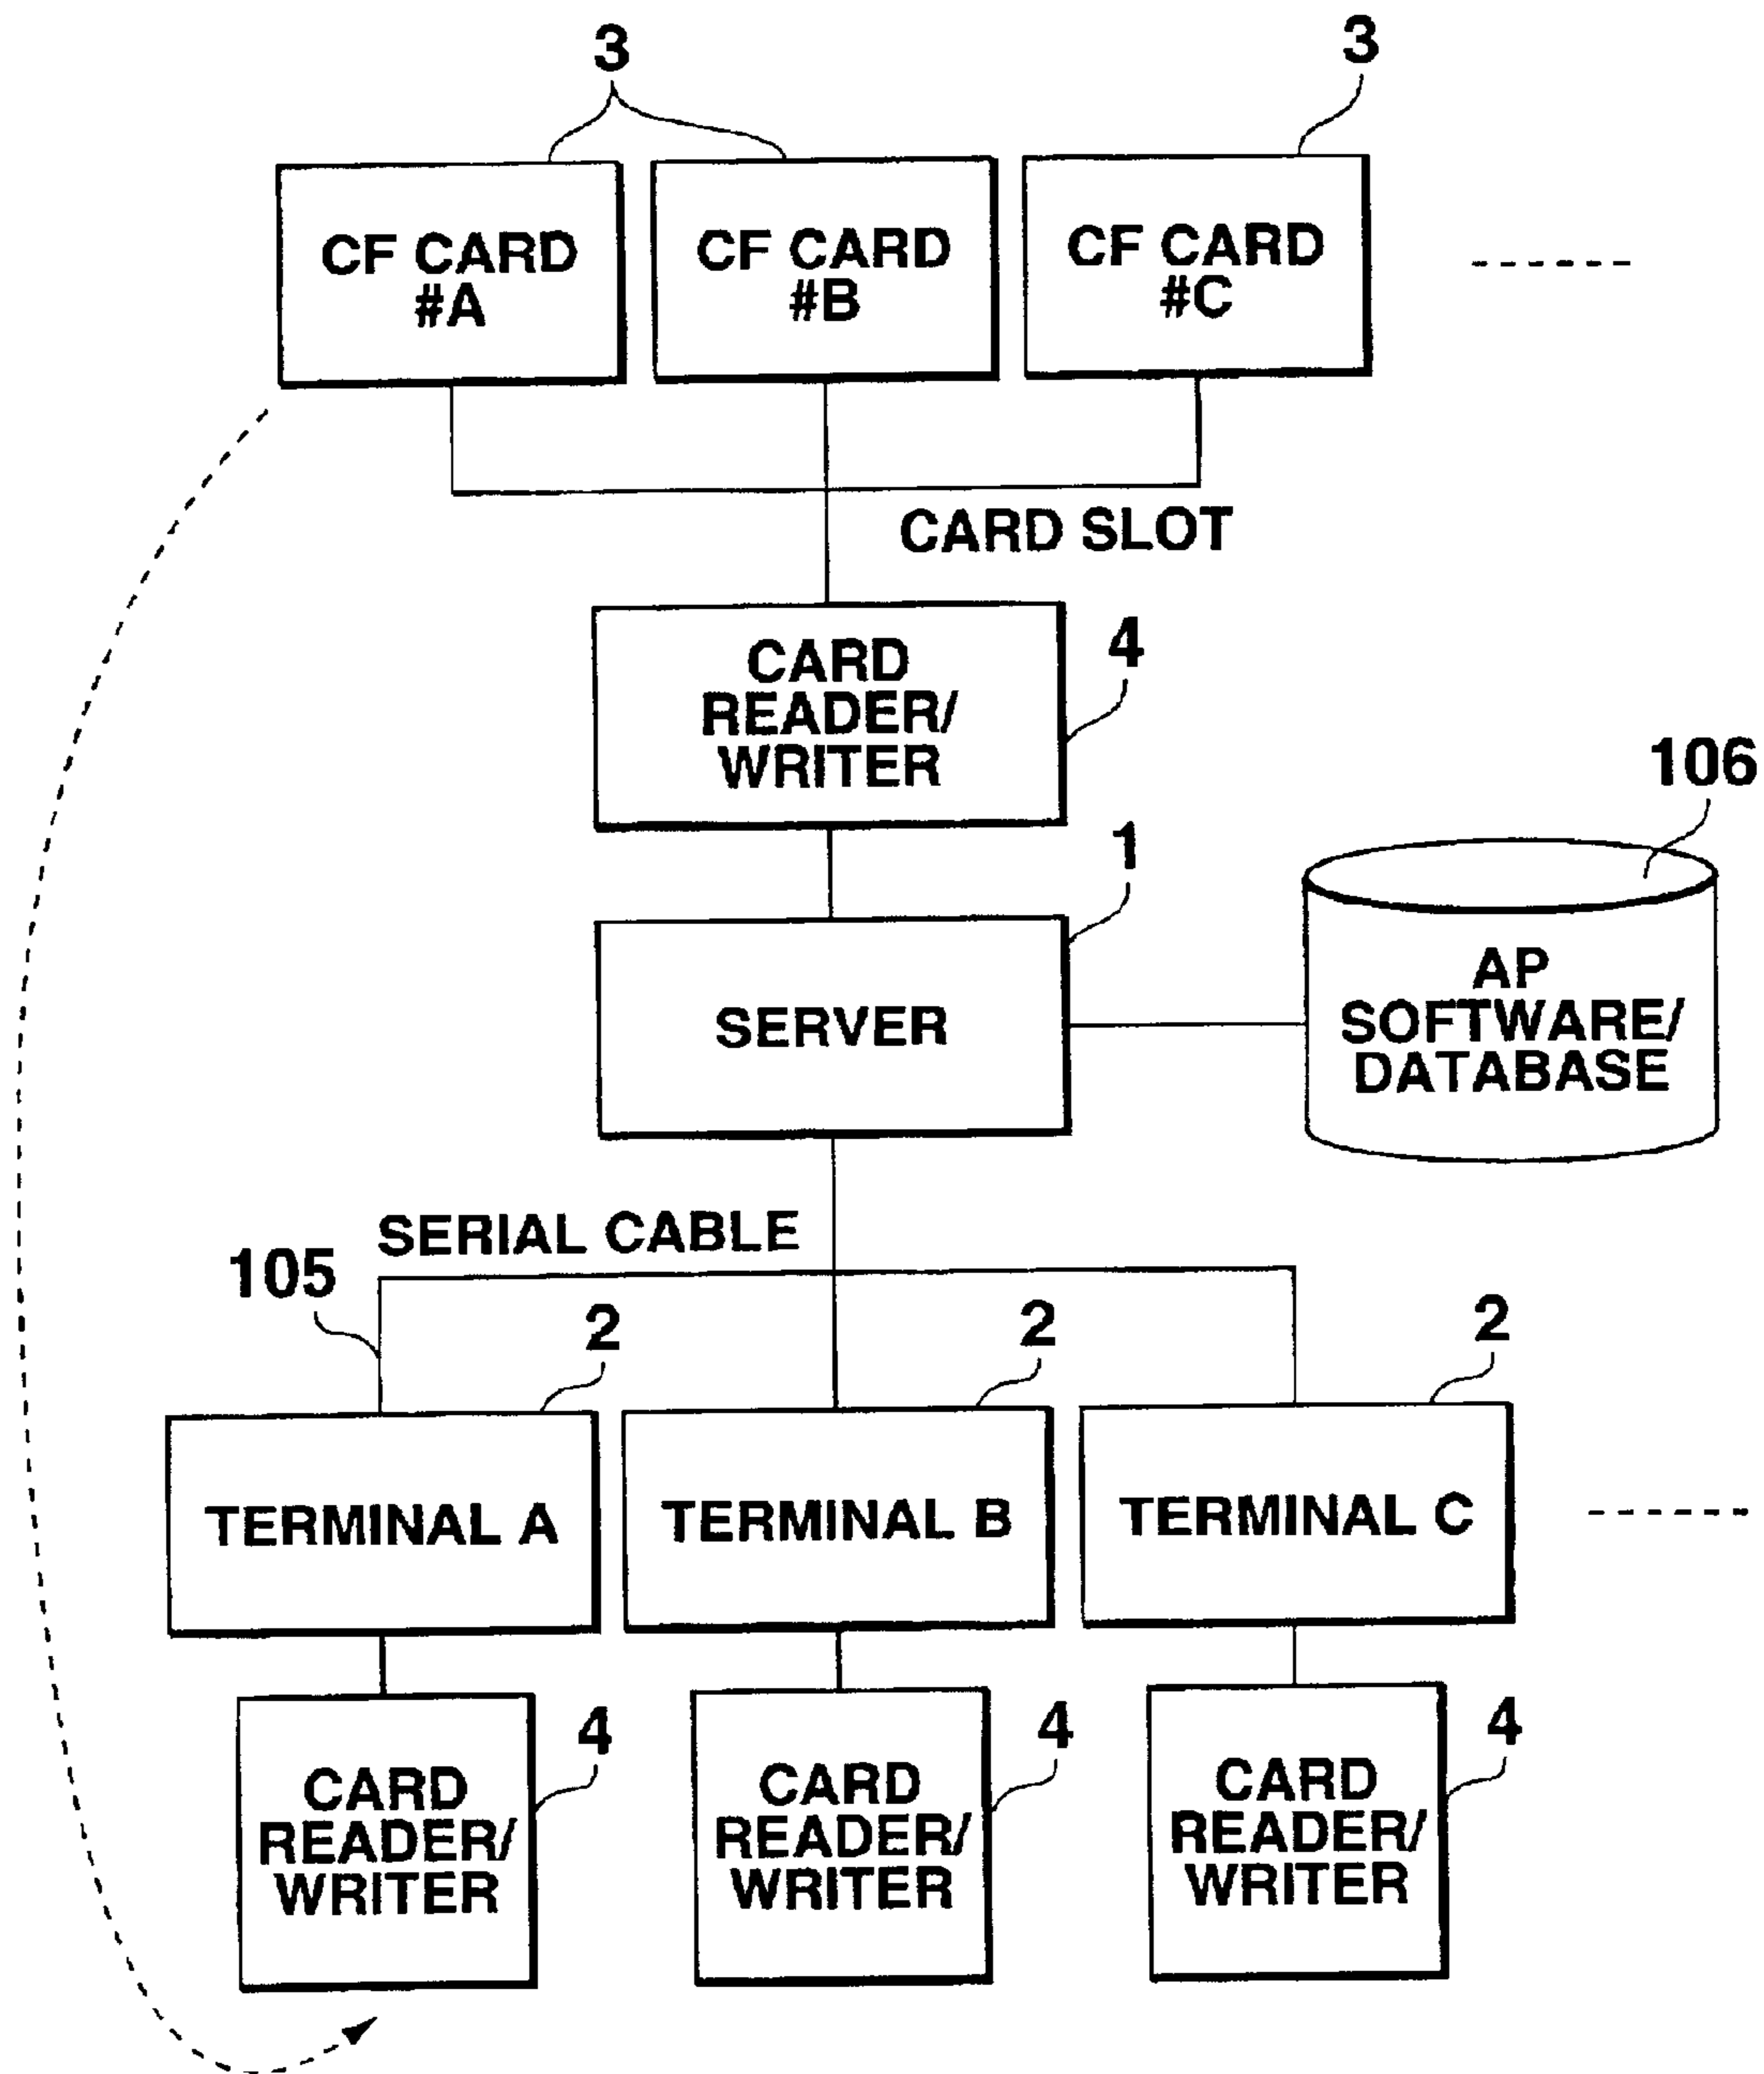 3
3
CF CARD
#A
CF CARD
#B
CF CARD
#C
CARD SLOT
CARD
READER/
WRITER
4
106
1
SERVER
AP
SOFTWARE/
DATABASE
SERIAL CABLE
105
2
2
2
TERMINAL A
TERMINAL B
TERMINAL C
CARD
READER/
WRITER
4
CARD
READER/
WRITER
4
CARD
READER/
WRITER
4